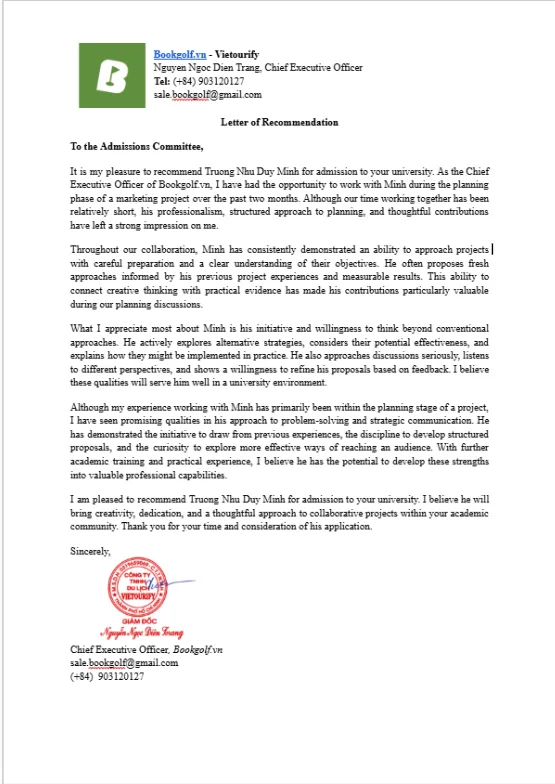 Bookgolf.vn - Vietourify
Nguyen Ngoc Dien Trang, Chief Executive Officer
Tel: (+84) 903120127
sale.bookgolf@gmail.com
Letter of Recommendation
To the Admissions Committee,
It is my pleasure to recommend Truong Nhu Duy Minh for admission to your university. As the Chief
Executive Officer of Bookgolf.vn, I have had the opportunity to work with Minh during the planning
phase of a marketing project over the past two months. Although our time working together has been
relatively short, his professionalism, structured approach to planning, and thoughtful contributions
have left a strong impression on me.
Throughout our collaboration, Minh has consistently demonstrated an ability to approach projects
with careful preparation and a clear understanding of their objectives. He often proposes fresh
approaches informed by his previous project experiences and measurable results. This ability to
connect creative thinking with practical evidence has made his contributions particularly valuable
during our planning discussions.
What I appreciate most about Minh is his initiative and willingness to think beyond conventional
approaches. He actively explores alternative strategies, considers their potential effectiveness, and
explains how they might be implemented in practice. He also approaches discussions seriously, listens
to different perspectives, and shows a willingness to refine his proposals based on feedback. I believe
these qualities will serve him well in a university environment.
Although my experience working with Minh has primarily been within the planning stage of a project,
I have seen promising qualities in his approach to problem-solving and strategic communication. He
has demonstrated the initiative to draw from previous experiences, the discipline to develop structured
proposals, and the curiosity to explore more effective ways of reaching an audience. With further
academic training and practical experience, I believe he has the potential to develop these strengths
into valuable professional capabilities.
I am pleased to recommend Truong Nhu Duy Minh for admission to your university. I believe he will
bring creativity, dedication, and a thoughtful approach to collaborative projects within your academic
community. Thank you for your time and consideration of his application.
Sincerely,
CÔNG TY
TNHH
DU LỊCH
VIETOURIFY
GIÁM ĐỐC
Nguyễn Ngọc Diên Trang
Chief Executive Officer, Bookgolf.vn
sale.bookgolf@gmail.com
(+84) 903120127